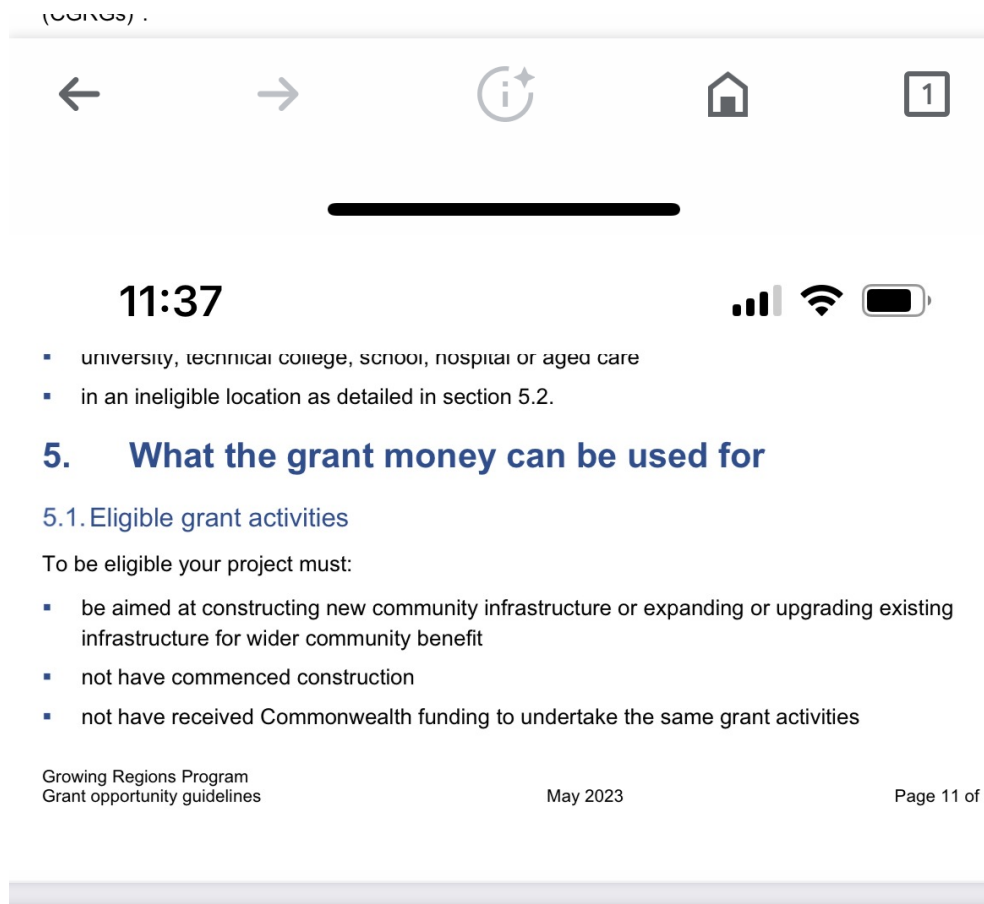 (CGRGs) .
1
11:37
university, technical college, school, hospital or aged care
in an ineligible location as detailed in section 5.2.
5. What the grant money can be used for
5.1. Eligible grant activities
To be eligible your project must:
be aimed at constructing new community infrastructure or expanding or upgrading existing
infrastructure for wider community benefit
not have commenced construction
not have received Commonwealth funding to undertake the same grant activities
Growing Regions Program
Grant opportunity guidelines May 2023 Page 11 of